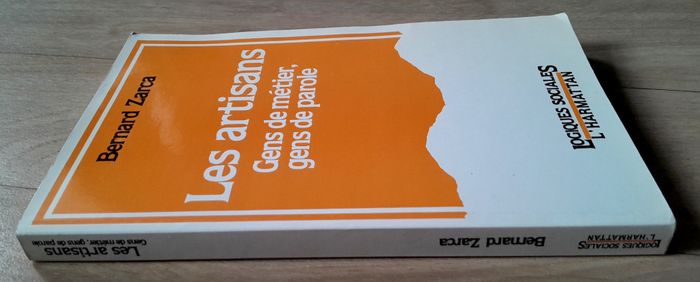 Bernard Zarca
Les artisans
Gens de métier,
gens de parole
LOGIQUES SOCIALES
L'HARMATTAN
Les artisans
Gens de métier, gens de parole
Bernard Zarca
LOGIQUES SOCIALES
L'HARMATTAN